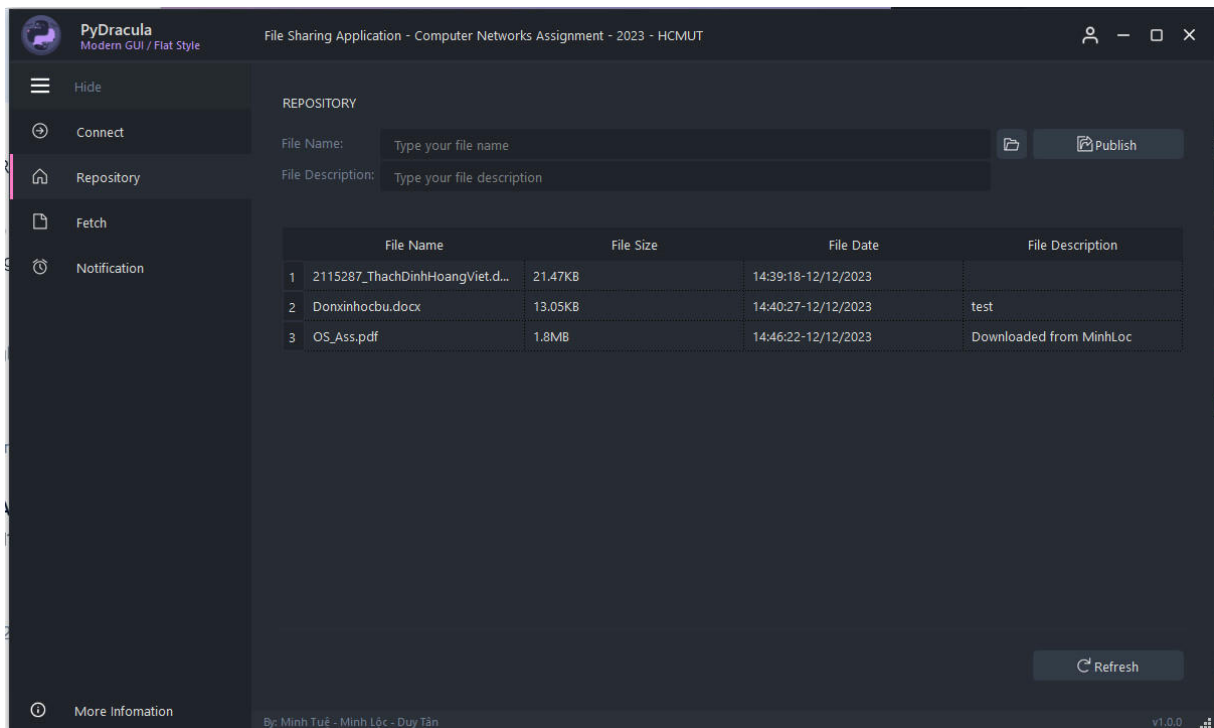 PyDracula
Modern GUI / Flat Style
File Sharing Application - Computer Networks Assignment - 2023 - HCMUT
Hide
Connect
Repository
Fetch
Notification
More Infomation
REPOSITORY
File Name: Type your file name Publish
File Description: Type your file description
File Name File Size File Date File Description
1 2115287_ThachDinhHoangViet.d... 21.47KB 14:39:18-12/12/2023
2 Donxinhocbu.docx 13.05KB 14:40:27-12/12/2023 test
3 OS_Ass.pdf 1.8MB 14:46:22-12/12/2023 Downloaded from MinhLoc
Refresh
By: Minh Tuệ - Minh Lộc - Duy Tân v1.0.0